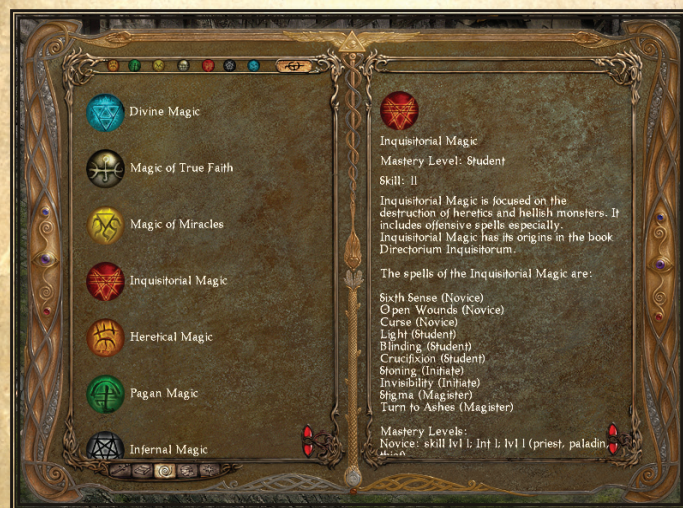 Divine Magic
Magic of True Faith
Magic of Miracles
Inquisitorial Magic
Heretical Magic
Pagan Magic
Infernal Magic
Inquisitorial Magic
Mastery Level: Student
Skill: 11
Inquisitorial Magic is focused on the
destruction of heretics and hellish monsters. It
includes offensive spells especially.
Inquisitorial Magic has its origins in the book
Directorium Inquisitorum.
The spells of the Inquisitorial Magic are:
Sixth Sense (Novice)
Open Wounds (Novice)
Curse (Novice)
Light (Student)
Blinding (Student)
Crucifixion (Student)
Stoning (Initiate)
Invisibility (Initiate)
Stigma (Magister)
Turn to Ashes (Magister)
Mastery Levels:
Novice: skill lvl 1; Int 1; lvl 1 (priest, paladin,